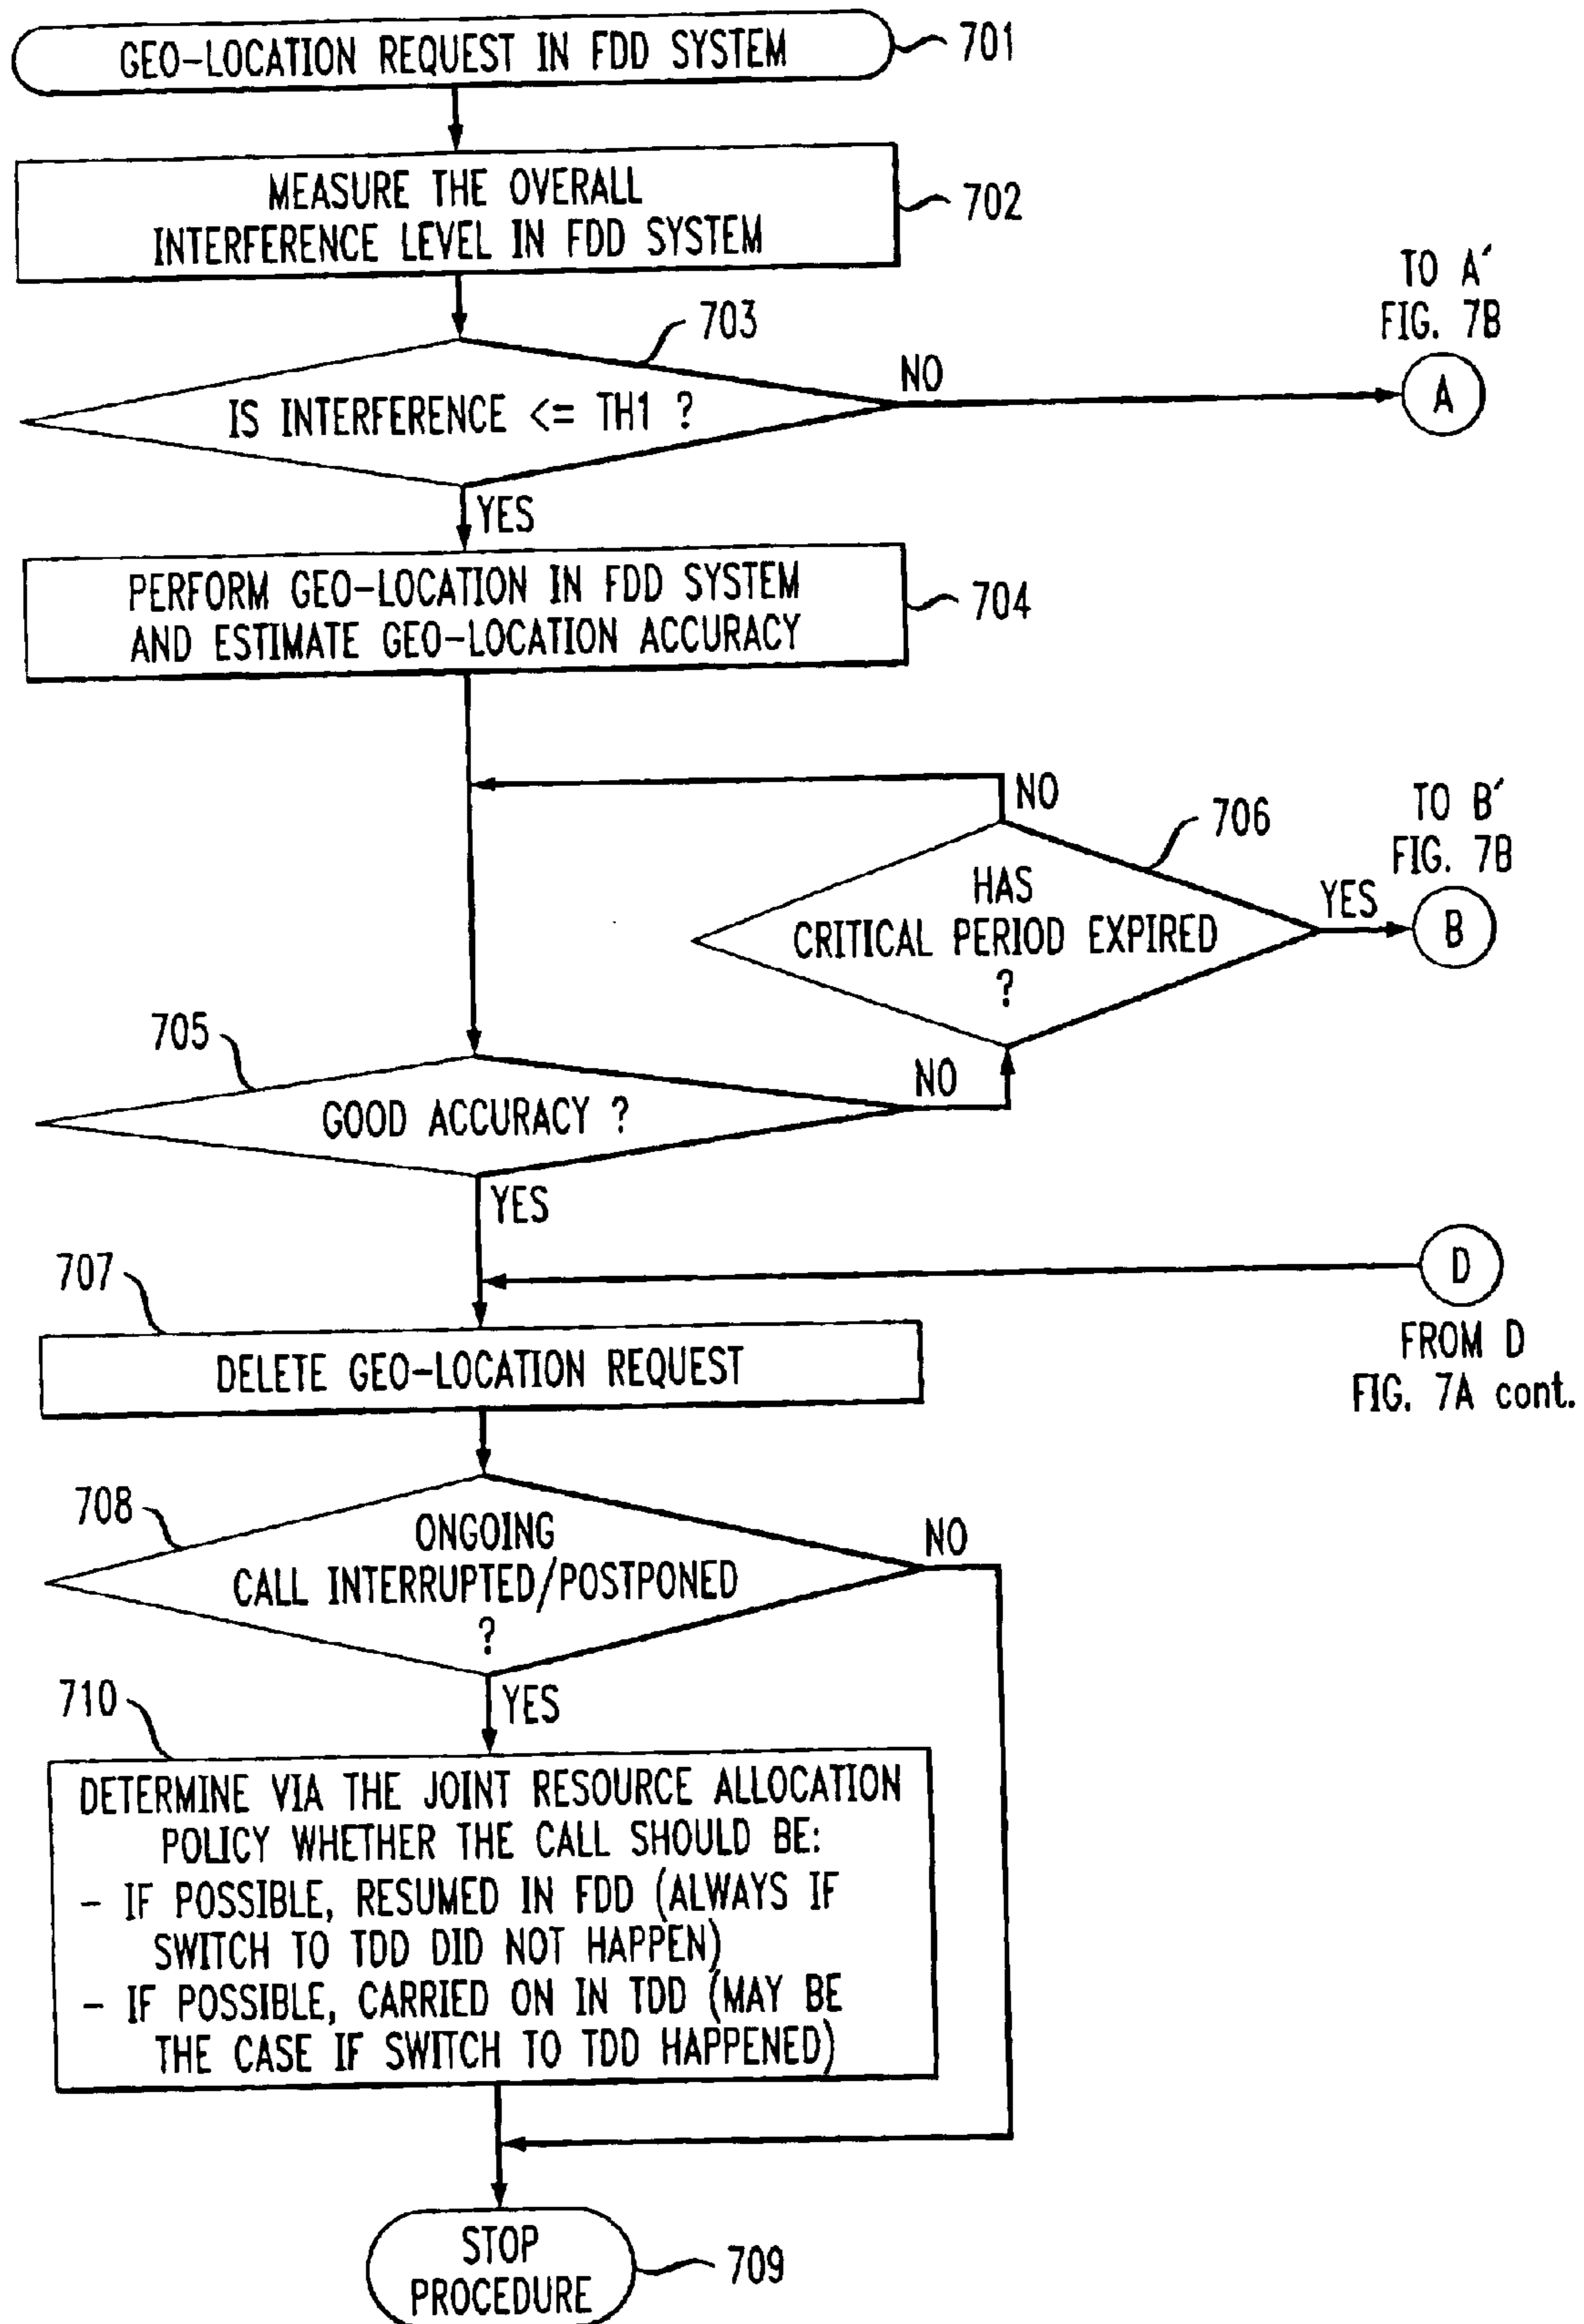 GEO-LOCATION REQUEST IN FDD SYSTEM
701
MEASURE THE OVERALL
INTERFERENCE LEVEL IN FDD SYSTEM
702
TO A′
FIG. 7B
703
IS INTERFERENCE <= TH1 ?
NO
A
YES
PERFORM GEO-LOCATION IN FDD SYSTEM
AND ESTIMATE GEO-LOCATION ACCURACY
704
NO
706
TO B′
FIG. 7B
HAS
CRITICAL PERIOD EXPIRED
?
YES
B
705
GOOD ACCURACY ?
NO
YES
707
D
FROM D
FIG. 7A cont.
DELETE GEO-LOCATION REQUEST
708
ONGOING
CALL INTERRUPTED/POSTPONED
?
NO
YES
710
DETERMINE VIA THE JOINT RESOURCE ALLOCATION
POLICY WHETHER THE CALL SHOULD BE:
- IF POSSIBLE, RESUMED IN FDD (ALWAYS IF
SWITCH TO TDD DID NOT HAPPEN)
- IF POSSIBLE, CARRIED ON IN TDD (MAY BE
THE CASE IF SWITCH TO TDD HAPPENED)
STOP
PROCEDURE
709